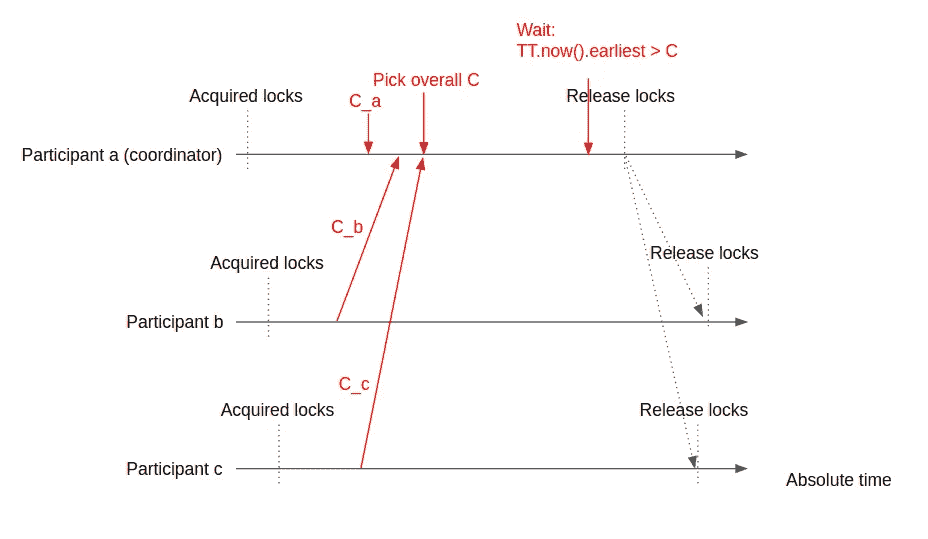 Wait:
TT.now().earliest > C
Pick overall C
Acquired locks
C_a
Release locks
Participant a (coordinator)
C_b
Acquired locks
Release locks
Participant b
C_c
Acquired locks
Release locks
Participant c
Absolute time